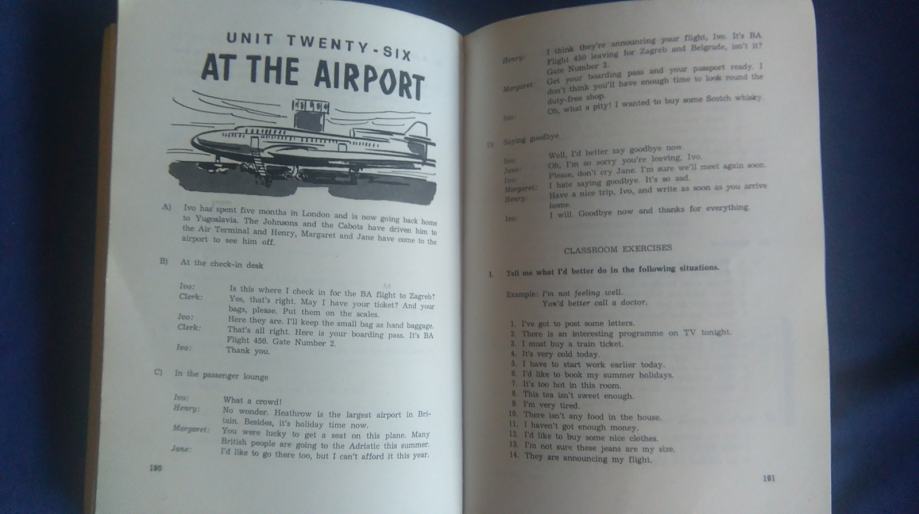 UNIT TWENTY-SIX
AT THE AIRPORT
A) Ivo has spent five months in London and is now going back home
to Yugoslavia. The Johnsons and the Cabots have driven him to
the Air Terminal and Henry, Margaret and Jane have come to the
airport to see him off.
B) At the check-in desk
Ivo: Is this where I check in for the BA flight to Zagreb?
Clerk: Yes, that's right. May I have your ticket? And your
bags, please. Put them on the scales.
Ivo: Here they are. I'll keep the small bag as hand baggage.
Clerk: That's all right. Here is your boarding pass. It's BA
Flight 450. Gate Number 2.
Ivo: Thank you.
C) In the passenger lounge
Ivo: What a crowd!
Henry: No wonder. Heathrow is the largest airport in Bri-
tain. Besides, it's holiday time now.
Margaret: You were lucky to get a seat on this plane. Many
British people are going to the Adriatic this summer.
Jane: I'd like to go there too, but I can't afford it this year.
190
Henry: I think they're announcing your flight, Ivo. It's BA
Flight 450 leaving for Zagreb and Belgrade, isn't it?
Gate Number 2.
Margaret: Get your boarding pass and your passport ready. I
don't think you'll have enough time to look round the
duty-free shop.
Ivo: Oh, what a pity! I wanted to buy some Scotch whisky.
D) Saying goodbye
Ivo: Well, I'd better say goodbye now.
Jane: Oh, I'm so sorry you're leaving, Ivo.
Ivo: Please, don't cry Jane. I'm sure we'll meet again soon.
Margaret: I hate saying goodbye. It's so sad.
Henry: Have a nice trip, Ivo, and write as soon as you arrive
home.
Ivo: I will. Goodbye now and thanks for everything.
CLASSROOM EXERCISES
I. Tell me what I'd better do in the following situations.
Example: I'm not feeling well.
You'd better call a doctor.
1. I've got to post some letters.
2. There is an interesting programme on TV tonight.
3. I must buy a train ticket.
4. It's very cold today.
5. I have to start work earlier today.
6. I'd like to book my summer holidays.
7. It's too hot in this room.
8. This tea isn't sweet enough.
9. I'm very tired.
10. There isn't any food in the house.
11. I haven't got enough money.
12. I'd like to buy some nice clothes.
13. I'm not sure these jeans are my size.
14. They are announcing my flight.
191